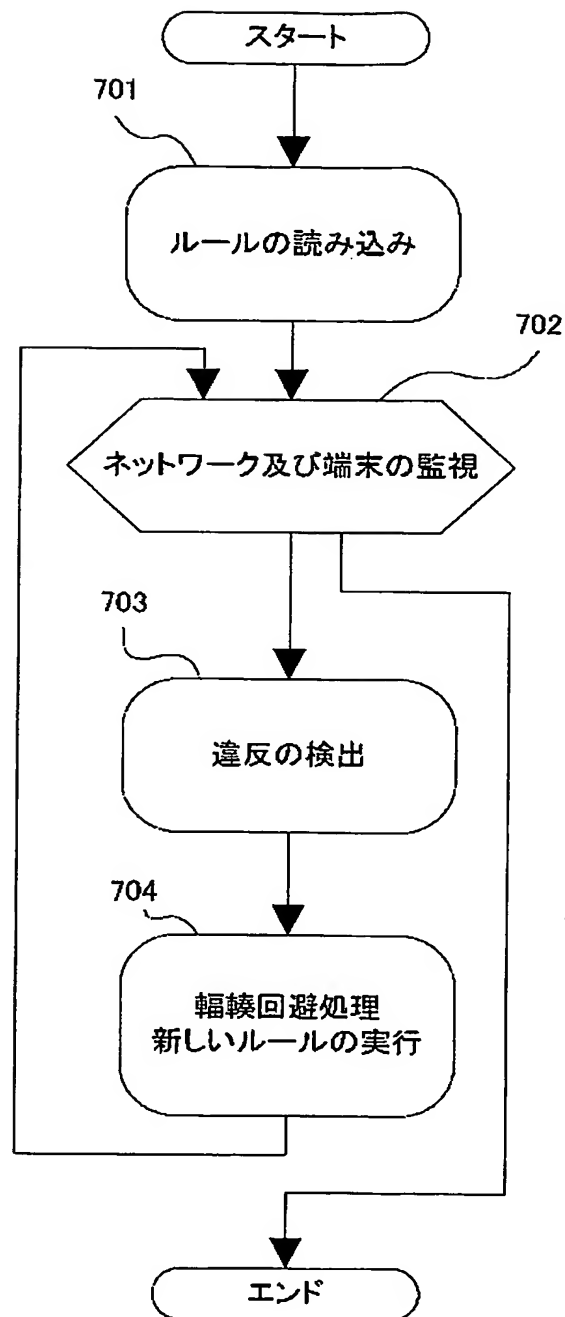 スタート
701
ルールの読み込み
702
ネットワーク及び端末の監視
703
違反の検出
704
輻輳回避処理
新しいルールの実行
エンド